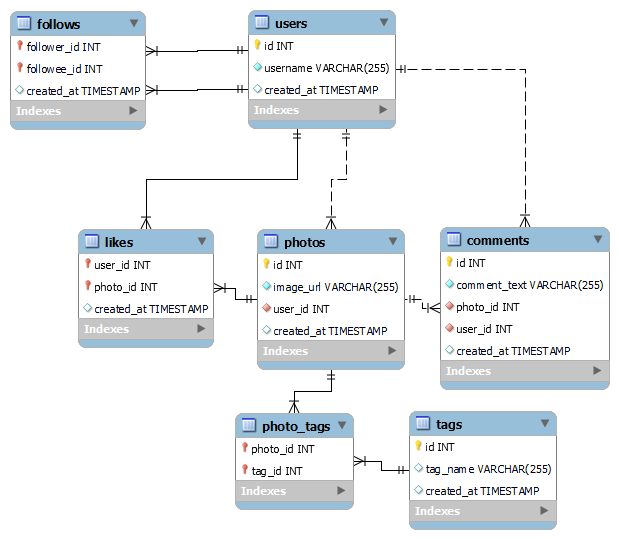 follows
follower_id INT
followee_id INT
created_at TIMESTAMP
Indexes
users
id INT
username VARCHAR(255)
created_at TIMESTAMP
Indexes
likes
user_id INT
photo_id INT
created_at TIMESTAMP
Indexes
photos
id INT
image_url VARCHAR(255)
user_id INT
created_at TIMESTAMP
Indexes
comments
id INT
comment_text VARCHAR(255)
photo_id INT
user_id INT
created_at TIMESTAMP
Indexes
photo_tags
photo_id INT
tag_id INT
Indexes
tags
id INT
tag_name VARCHAR(255)
created_at TIMESTAMP
Indexes